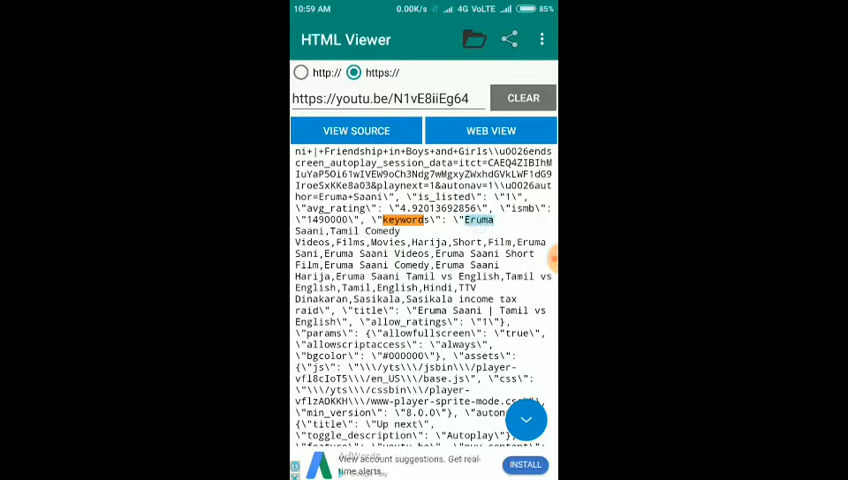 10:59 AM
0.00K/s
4G VoLTE
85%
HTML Viewer
http://
https://
https://youtu.be/N1vE8iiEg64
CLEAR
VIEW SOURCE
WEB VIEW
ni+|+Friendship+in+Boys+and+Girls\\u0026ends
creen_autoplay_session_data=itct=CAEQ4ZIBIhM
IuYaP5Oi61wIVEW9oCh3Ndg7wMgxyZWxhdGVkLWF1dG9
IroeSxKKe8a03&playnext=1&autonav=1\\u0026aut
hor=Eruma+Saani\", \"is_listed\": \"1\",
\"avg_rating\": \"4.92013692856\", \"ismb\":
\"1490000\", \"keywords\": \"Eruma
Saani,Tamil Comedy
Videos,Films,Movies,Harija,Short,Film,Eruma
Sani,Eruma Saani Videos,Eruma Saani Short
Film,Eruma Saani Comedy,Eruma Saani
Harija,Eruma Saani Tamil vs English,Tamil vs
English,Tamil,English,Hindi,TTV
Dinakaran,Sasikala,Sasikala income tax
raid\", \"title\": \"Eruma Saani | Tamil vs
English\", \"allow_ratings\": \"1\"},
\"params\": {\"allowfullscreen\": \"true\",
\"allowscriptaccess\": \"always\",
\"bgcolor\": \"#000000\"}, \"assets\":
{\"js\": \"\\\/yts\\\/jsbin\\\/player-
vfl8cIoT5\\\/en_US\\\/base.js\", \"css\":
\"\\\/yts\\\/cssbin\\\/player-
vflzAOKKH\\\/www-player-sprite-mode.css\",
\"min_version\": \"8.0.0\"},
{\"title\": \"Up next\",
\"toggle_description\": \"Autoplay\"},
View account suggestions. Get real-
time alerts.
Google Play
INSTALL